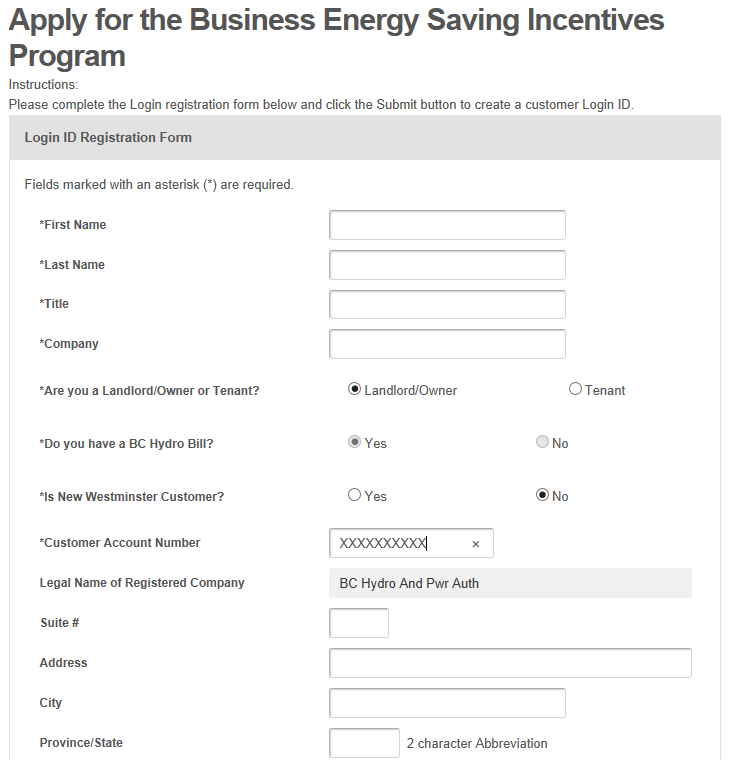 Apply for the Business Energy Saving Incentives
Program
Instructions:
Please complete the Login registration form below and click the Submit button to create a customer Login ID.
Login ID Registration Form
Fields marked with an asterisk (*) are required.
*First Name
*Last Name
*Title
*Company
*Are you a Landlord/Owner or Tenant? Landlord/Owner Tenant
*Do you have a BC Hydro Bill? Yes No
*Is New Westminster Customer? Yes No
*Customer Account Number XXXXXXXXXX ×
Legal Name of Registered Company BC Hydro And Pwr Auth
Suite #
Address
City
Province/State 2 character Abbreviation